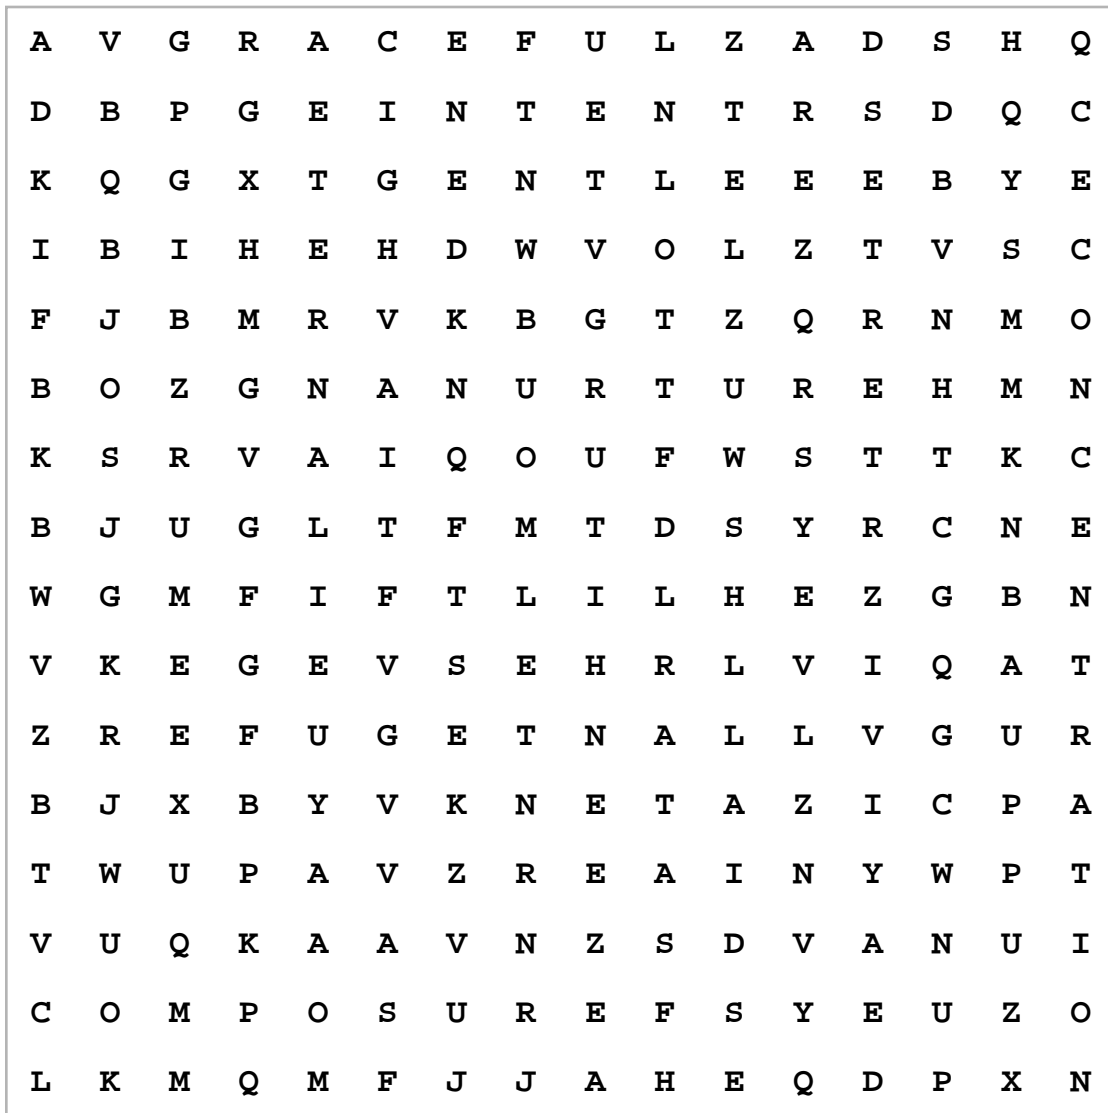 A V G R A C E F U L Z A D S H Q
D B P G E I N T E N T R S D Q C
K Q G X T G E N T L E E E B Y E
I B I H E H D W V O L Z T V S C
F J B M R V K B G T Z Q R N M O
B O Z G N A N U R T U R E H M N
K S R V A I Q O U F W S T T K C
B J U G L T F M T D S Y R C N E
W G M F I F T L I L H E Z G B N
V K E G E V S E H R L V I Q A T
Z R E F U G E T N A L L V G U R
B J X B Y V K N E T A Z I C P A
T W U P A V Z R E A I N Y W P T
V U Q K A A V N Z S D V A N U I
C O M P O S U R E F S Y E U Z O
L K M Q M F J J A H E Q D P X N